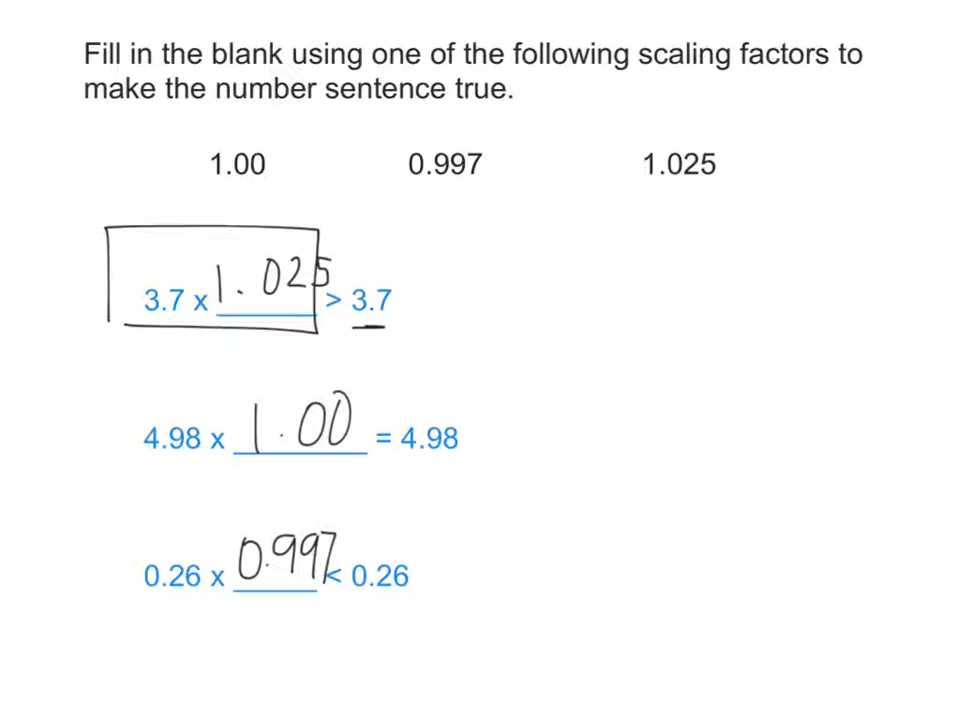 Fill in the blank using one of the following scaling factors to
make the number sentence true.
1.00 0.997 1.025
3.7 x 1.025 > 3.7
4.98 x 1.00 = 4.98
0.26 x 0.997 < 0.26